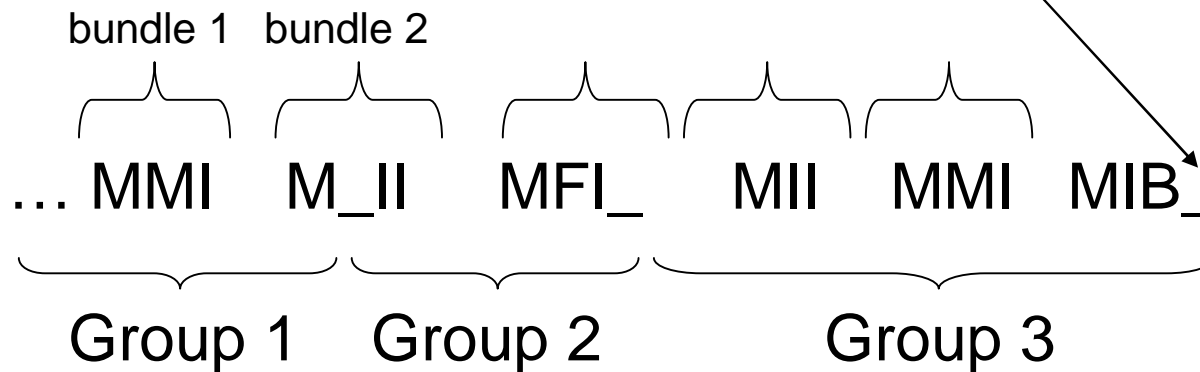 bundle 1 bundle 2
... MMI M_II MFI_ MII MMI MIB_
Group 1 Group 2 Group 3